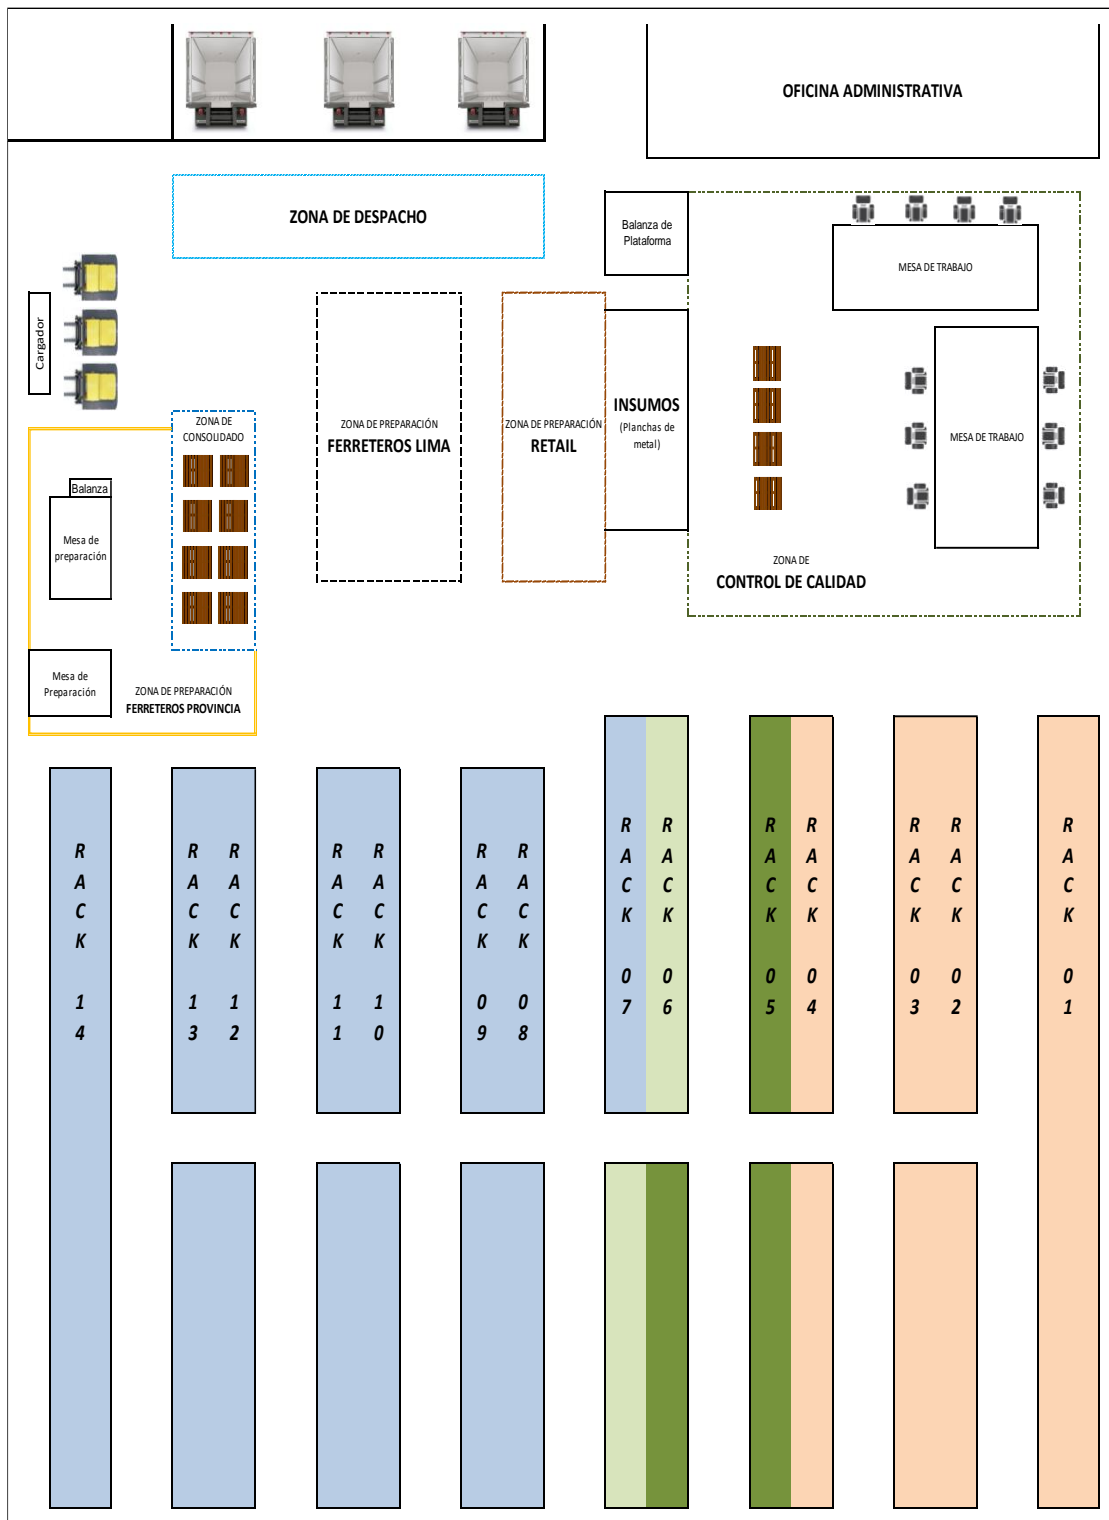 OFICINA ADMINISTRATIVA
ZONA DE DESPACHO
Balanza de
Plataforma
MESA DE TRABAJO
Cargador
ZONA DE
CONSOLIDADO
ZONA DE PREPARACIÓN
FERRETEROS LIMA
ZONA DE PREPARACIÓN
RETAIL
INSUMOS
(Planchas de
metal)
MESA DE TRABAJO
Balanza
Mesa de
preparación
ZONA DE
CONTROL DE CALIDAD
Mesa de
Preparación
ZONA DE PREPARACIÓN
FERRETEROS PROVINCIA
RACK 14
RACK 13
RACK 12
RACK 11
RACK 10
RACK 09
RACK 08
RACK 07
RACK 06
RACK 05
RACK 04
RACK 03
RACK 02
RACK 01